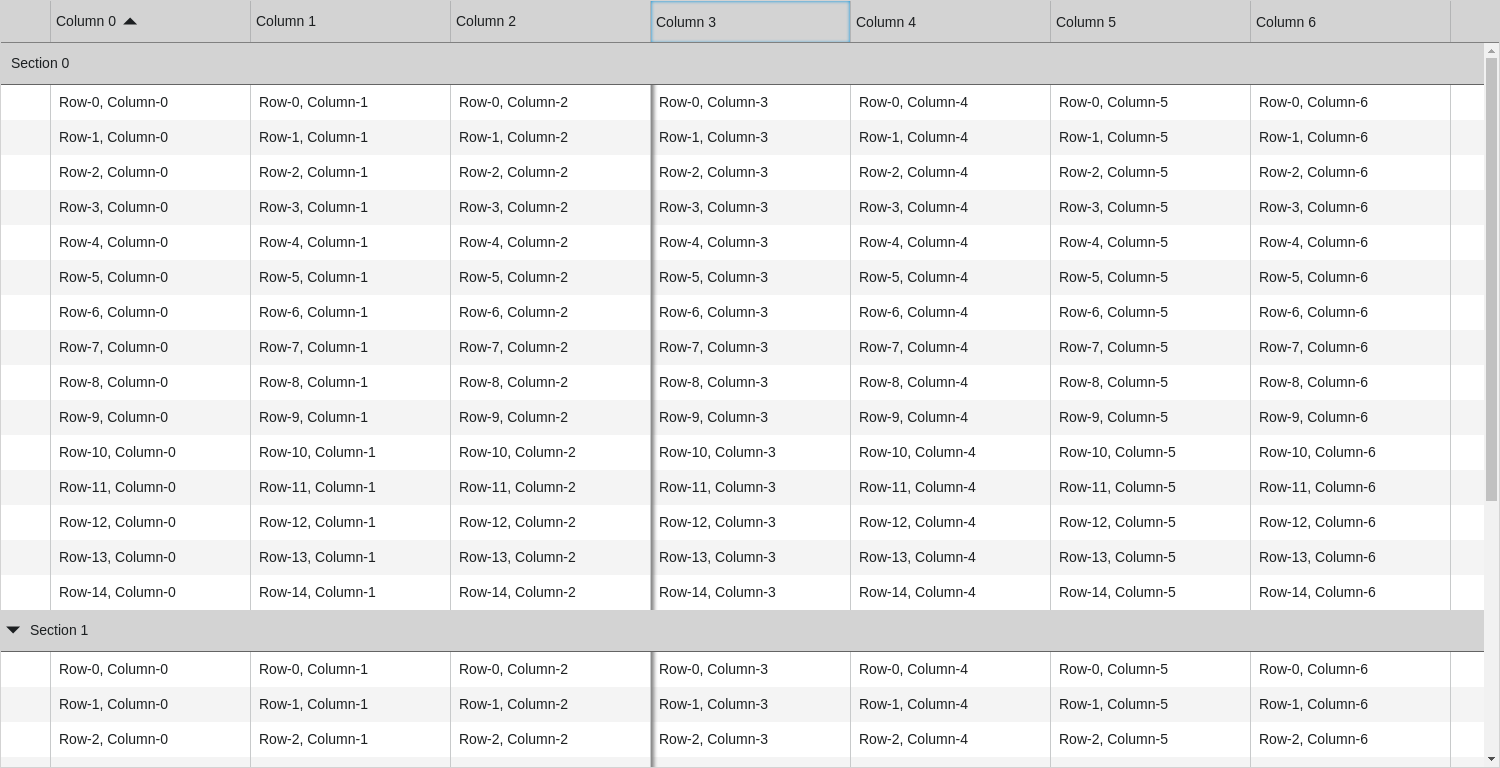 Column 0 Column 1 Column 2 Column 3 Column 4 Column 5 Column 6
Section 0
Row-0, Column-0 Row-0, Column-1 Row-0, Column-2 Row-0, Column-3 Row-0, Column-4 Row-0, Column-5 Row-0, Column-6
Row-1, Column-0 Row-1, Column-1 Row-1, Column-2 Row-1, Column-3 Row-1, Column-4 Row-1, Column-5 Row-1, Column-6
Row-2, Column-0 Row-2, Column-1 Row-2, Column-2 Row-2, Column-3 Row-2, Column-4 Row-2, Column-5 Row-2, Column-6
Row-3, Column-0 Row-3, Column-1 Row-3, Column-2 Row-3, Column-3 Row-3, Column-4 Row-3, Column-5 Row-3, Column-6
Row-4, Column-0 Row-4, Column-1 Row-4, Column-2 Row-4, Column-3 Row-4, Column-4 Row-4, Column-5 Row-4, Column-6
Row-5, Column-0 Row-5, Column-1 Row-5, Column-2 Row-5, Column-3 Row-5, Column-4 Row-5, Column-5 Row-5, Column-6
Row-6, Column-0 Row-6, Column-1 Row-6, Column-2 Row-6, Column-3 Row-6, Column-4 Row-6, Column-5 Row-6, Column-6
Row-7, Column-0 Row-7, Column-1 Row-7, Column-2 Row-7, Column-3 Row-7, Column-4 Row-7, Column-5 Row-7, Column-6
Row-8, Column-0 Row-8, Column-1 Row-8, Column-2 Row-8, Column-3 Row-8, Column-4 Row-8, Column-5 Row-8, Column-6
Row-9, Column-0 Row-9, Column-1 Row-9, Column-2 Row-9, Column-3 Row-9, Column-4 Row-9, Column-5 Row-9, Column-6
Row-10, Column-0 Row-10, Column-1 Row-10, Column-2 Row-10, Column-3 Row-10, Column-4 Row-10, Column-5 Row-10, Column-6
Row-11, Column-0 Row-11, Column-1 Row-11, Column-2 Row-11, Column-3 Row-11, Column-4 Row-11, Column-5 Row-11, Column-6
Row-12, Column-0 Row-12, Column-1 Row-12, Column-2 Row-12, Column-3 Row-12, Column-4 Row-12, Column-5 Row-12, Column-6
Row-13, Column-0 Row-13, Column-1 Row-13, Column-2 Row-13, Column-3 Row-13, Column-4 Row-13, Column-5 Row-13, Column-6
Row-14, Column-0 Row-14, Column-1 Row-14, Column-2 Row-14, Column-3 Row-14, Column-4 Row-14, Column-5 Row-14, Column-6
Section 1
Row-0, Column-0 Row-0, Column-1 Row-0, Column-2 Row-0, Column-3 Row-0, Column-4 Row-0, Column-5 Row-0, Column-6
Row-1, Column-0 Row-1, Column-1 Row-1, Column-2 Row-1, Column-3 Row-1, Column-4 Row-1, Column-5 Row-1, Column-6
Row-2, Column-0 Row-2, Column-1 Row-2, Column-2 Row-2, Column-3 Row-2, Column-4 Row-2, Column-5 Row-2, Column-6